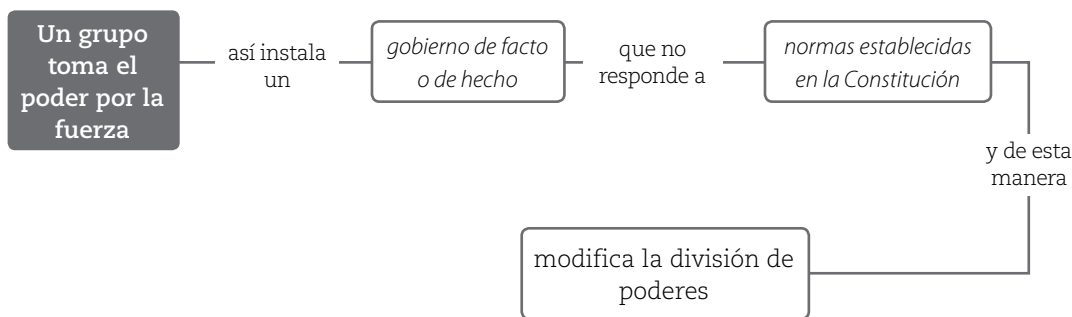 Un grupo
toma el
poder por la
fuerza
así instala
un
gobierno de facto
o de hecho
que no
responde a
normas establecidas
en la Constitución
y de esta
manera
modifica la división de
poderes